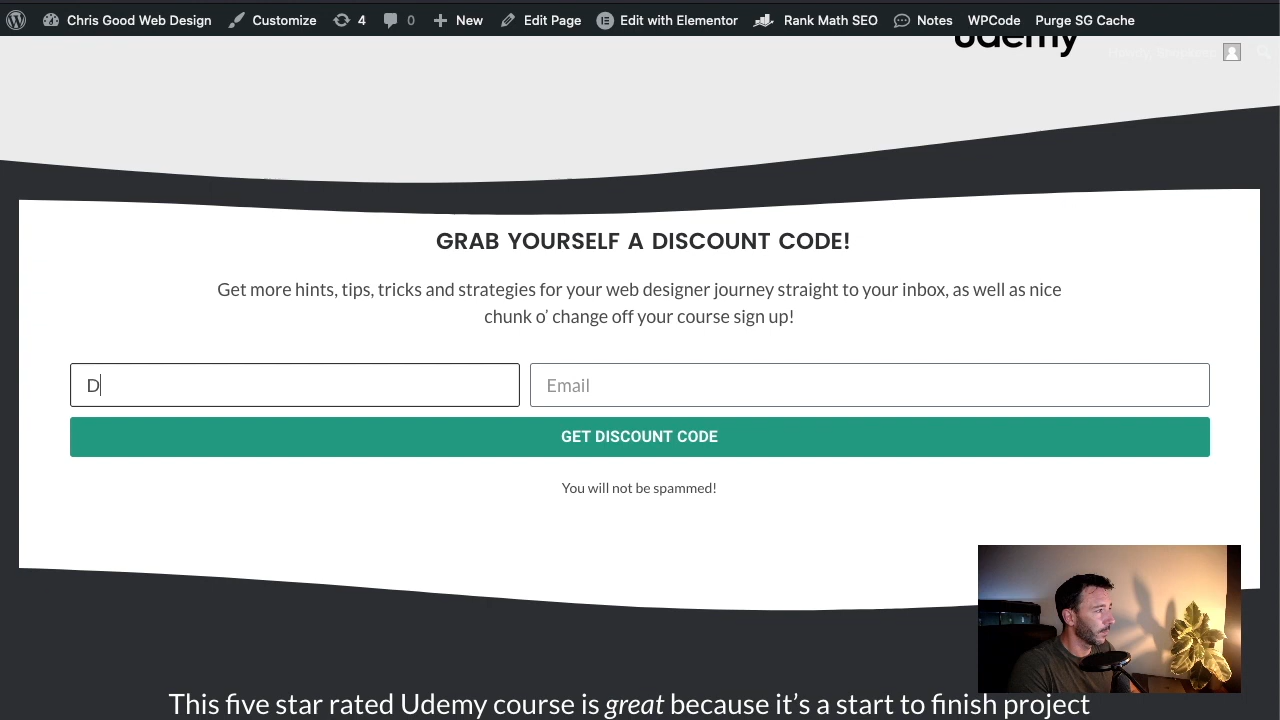 Chris Good Web Design Customize 4 0 New Edit Page Edit with Elementor Rank Math SEO Notes WPCode Purge SG Cache
Udemy
GRAB YOURSELF A DISCOUNT CODE!
Get more hints, tips, tricks and strategies for your web designer journey straight to your inbox, as well as nice
chunk o' change off your course sign up!
D Email
GET DISCOUNT CODE
You will not be spammed!
This five star rated Udemy course is great because it's a start to finish project